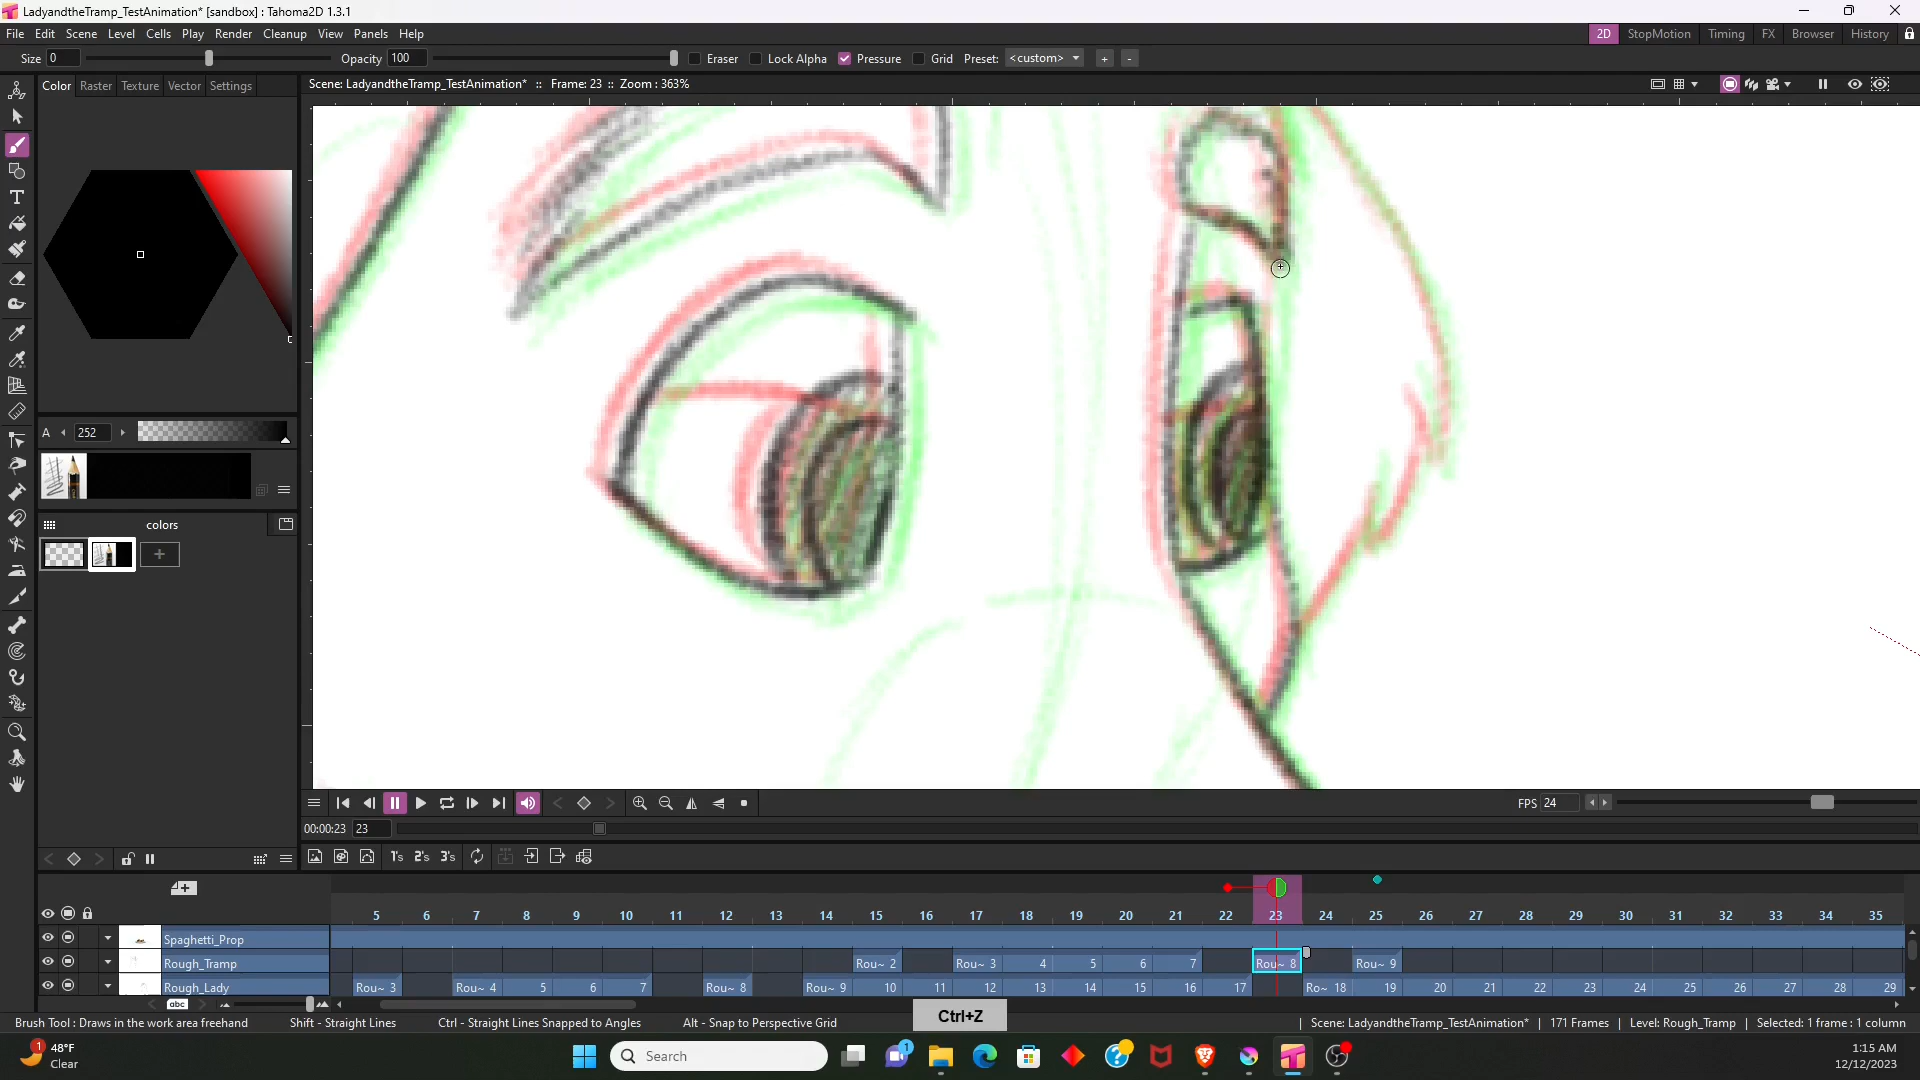 LadyandtheTramp_TestAnimation* [sandbox] : Tahoma2D 1.3.1
File Edit Scene Level Cells Play Render Cleanup View Panels Help
2D StopMotion Timing FX Browser History
Size 0 Opacity 100 Eraser Lock Alpha Pressure Grid Preset: <custom> + -
Color Raster Texture Vector Settings
Scene: LadyandtheTramp_TestAnimation* :: Frame: 23 :: Zoom : 363%
A 252
colors
+
FPS 24
00:00:23 23
1's 2's 3's
5 6 7 8 9 10 11 12 13 14 15 16 17 18 19 20 21 22 23 24 25 26 27 28 29 30 31 32 33 34 35
Spaghetti_Prop
Rough_Tramp Rou~ 2 Rou~ 3 4 5 6 7 Rou~ 8 Rou~ 9
Rough_Lady Rou~ 3 Rou~ 4 5 6 7 Rou~ 8 Rou~ 9 10 11 12 13 14 15 16 17 Ro~ 18 19 20 21 22 23 24 25 26 27 28 29
abc
Ctrl+Z
Brush Tool : Draws in the work area freehand Shift - Straight Lines Ctrl - Straight Lines Snapped to Angles Alt - Snap to Perspective Grid | Scene: LadyandtheTramp_TestAnimation* | 171 Frames | Level: Rough_Tramp | Selected: 1 frame : 1 column
1 48°F
Clear
Search
1
1:15 AM
12/12/2023